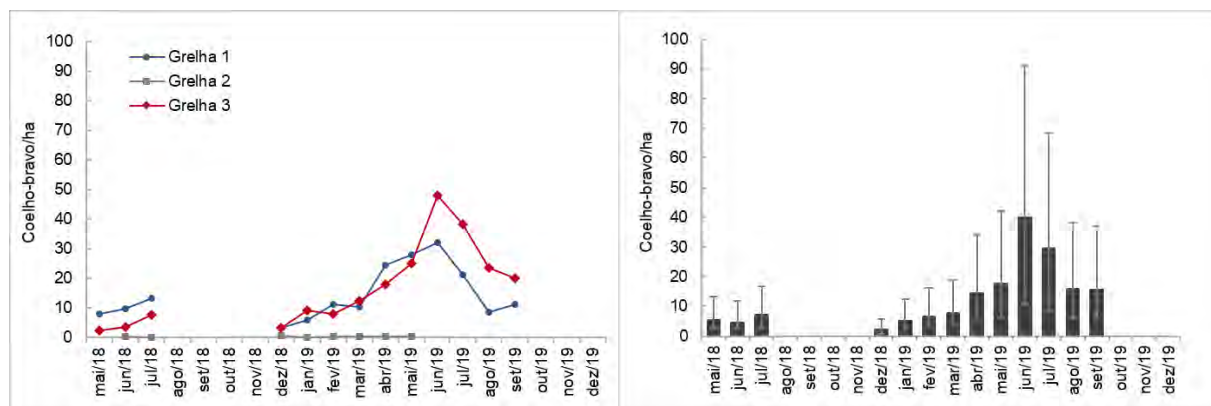 100
90
80
70
60
50
40
30
20
10
0
Coelho-bravo/ha
Grelha 1
Grelha 2
Grelha 3
mai/18
jun/18
jul/18
ago/18
set/18
out/18
nov/18
dez/18
jan/19
fev/19
mar/19
abr/19
mai/19
jun/19
jul/19
ago/19
set/19
out/19
nov/19
dez/19
100
90
80
70
60
50
40
30
20
10
0
Coelho-bravo/ha
mai/18
jun/18
jul/18
ago/18
set/18
out/18
nov/18
dez/18
jan/19
fev/19
mar/19
abr/19
mai/19
jun/19
jul/19
ago/19
set/19
out/19
nov/19
dez/19